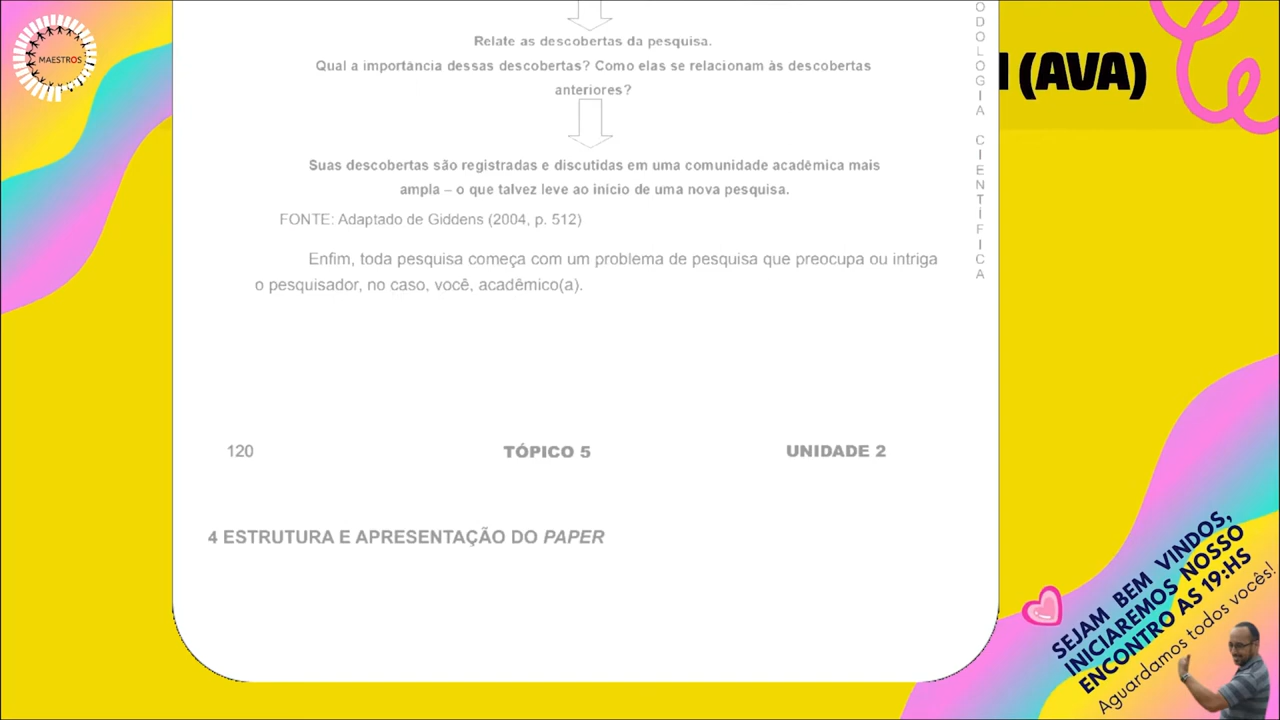 MAESTROS
I (AVA)
Relate as descobertas da pesquisa.
Qual a importância dessas descobertas? Como elas se relacionam às descobertas
anteriores?
Suas descobertas são registradas e discutidas em uma comunidade acadêmica mais
ampla – o que talvez leve ao início de uma nova pesquisa.
FONTE: Adaptado de Giddens (2004, p. 512)
Enfim, toda pesquisa começa com um problema de pesquisa que preocupa ou intriga
o pesquisador, no caso, você, acadêmico(a).
120
TÓPICO 5
UNIDADE 2
4 ESTRUTURA E APRESENTAÇÃO DO PAPER
ODOLOGIA CIENTÍFICA
SEJAM BEM VINDOS,
INICIAREMOS NOSSO
ENCONTRO AS 19:HS
Aguardamos todos vocês!